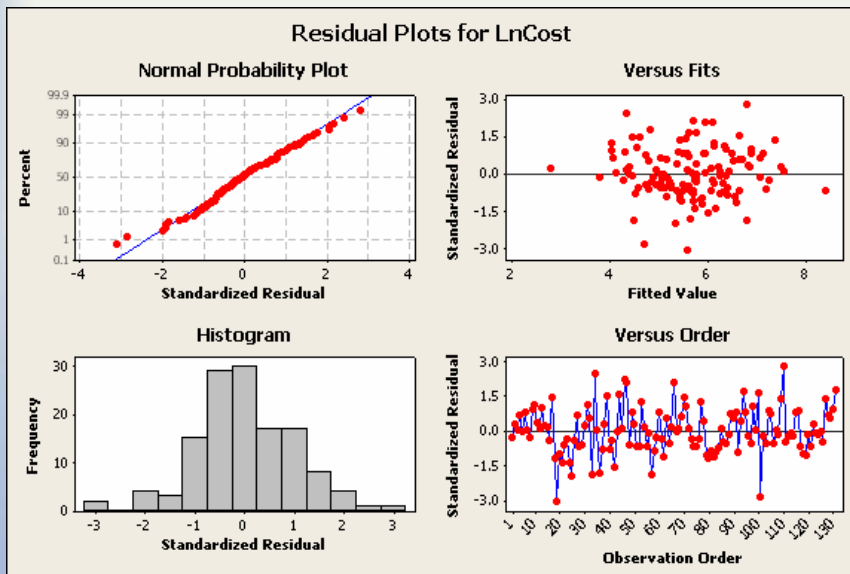 Residual Plots for LnCost
Normal Probability Plot
99.9
99
90
50
10
1
0.1
Percent
-4 -2 0 2 4
Standardized Residual
Versus Fits
3.0
1.5
0.0
-1.5
-3.0
Standardized Residual
2 4 6 8
Fitted Value
Histogram
30
20
10
0
Frequency
-3 -2 -1 0 1 2 3
Standardized Residual
Versus Order
3.0
1.5
0.0
-1.5
-3.0
Standardized Residual
1 10 20 30 40 50 60 70 80 90 100 110 120 130
Observation Order